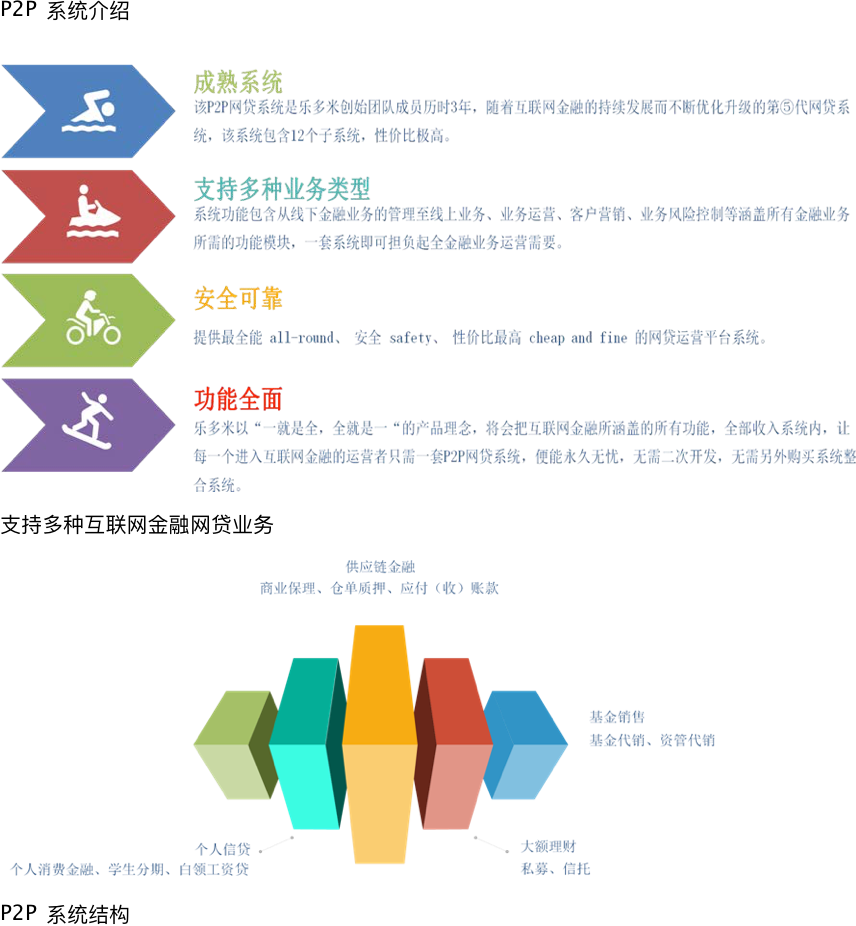 P2P 系统介绍
成熟系统
该P2P网贷系统是乐多米创始团队成员历时3年，随着互联网金融的持续发展而不断优化升级的第⑤代网贷系
统，该系统包含12个子系统，性价比极高。
支持多种业务类型
系统功能包含从线下金融业务的管理至线上业务、业务运营、客户营销、业务风险控制等涵盖所有金融业务
所需的功能模块，一套系统即可担负起全金融业务运营需要。
安全可靠
提供最全能 all-round、 安全 safety、 性价比最高 cheap and fine 的网贷运营平台系统。
功能全面
乐多米以“一就是全，全就是一“的产品理念，将会把互联网金融所涵盖的所有功能，全部收入系统内，让
每一个进入互联网金融的运营者只需一套P2P网贷系统，便能永久无忧，无需二次开发，无需另外购买系统整
合系统。
支持多种互联网金融网贷业务
供应链金融
商业保理、仓单质押、应付（收）账款
基金销售
基金代销、资管代销
个人信贷
个人消费金融、学生分期、白领工资贷
大额理财
私募、信托
P2P 系统结构